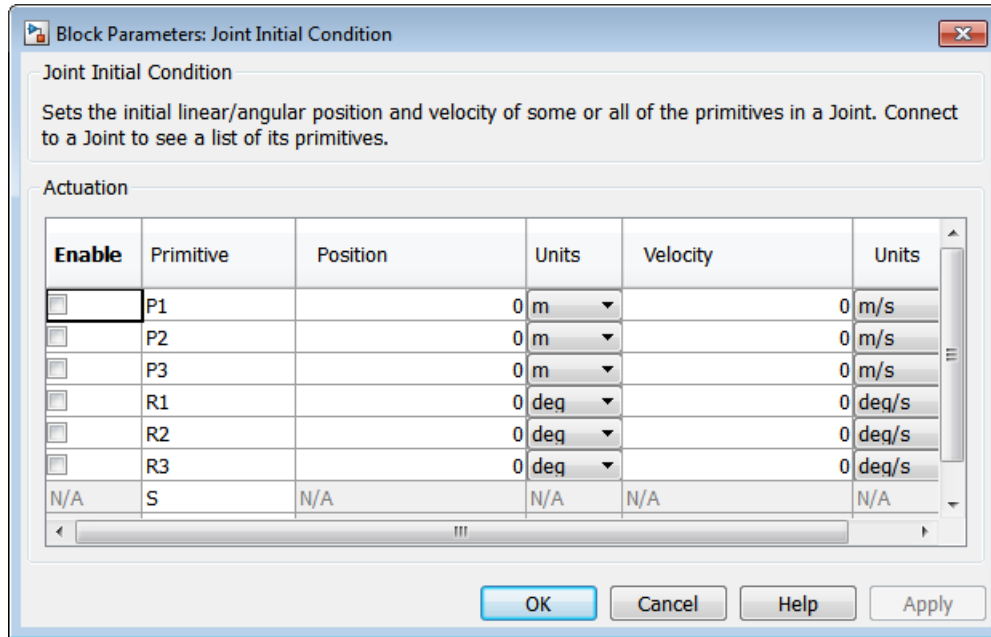 Block Parameters: Joint Initial Condition
Joint Initial Condition
Sets the initial linear/angular position and velocity of some or all of the primitives in a Joint. Connect
to a Joint to see a list of its primitives.
Actuation
Enable Primitive Position Units Velocity Units
P1 0 m 0 m/s
P2 0 m 0 m/s
P3 0 m 0 m/s
R1 0 deg 0 deg/s
R2 0 deg 0 deg/s
R3 0 deg 0 deg/s
N/A S N/A N/A N/A N/A
OK Cancel Help Apply